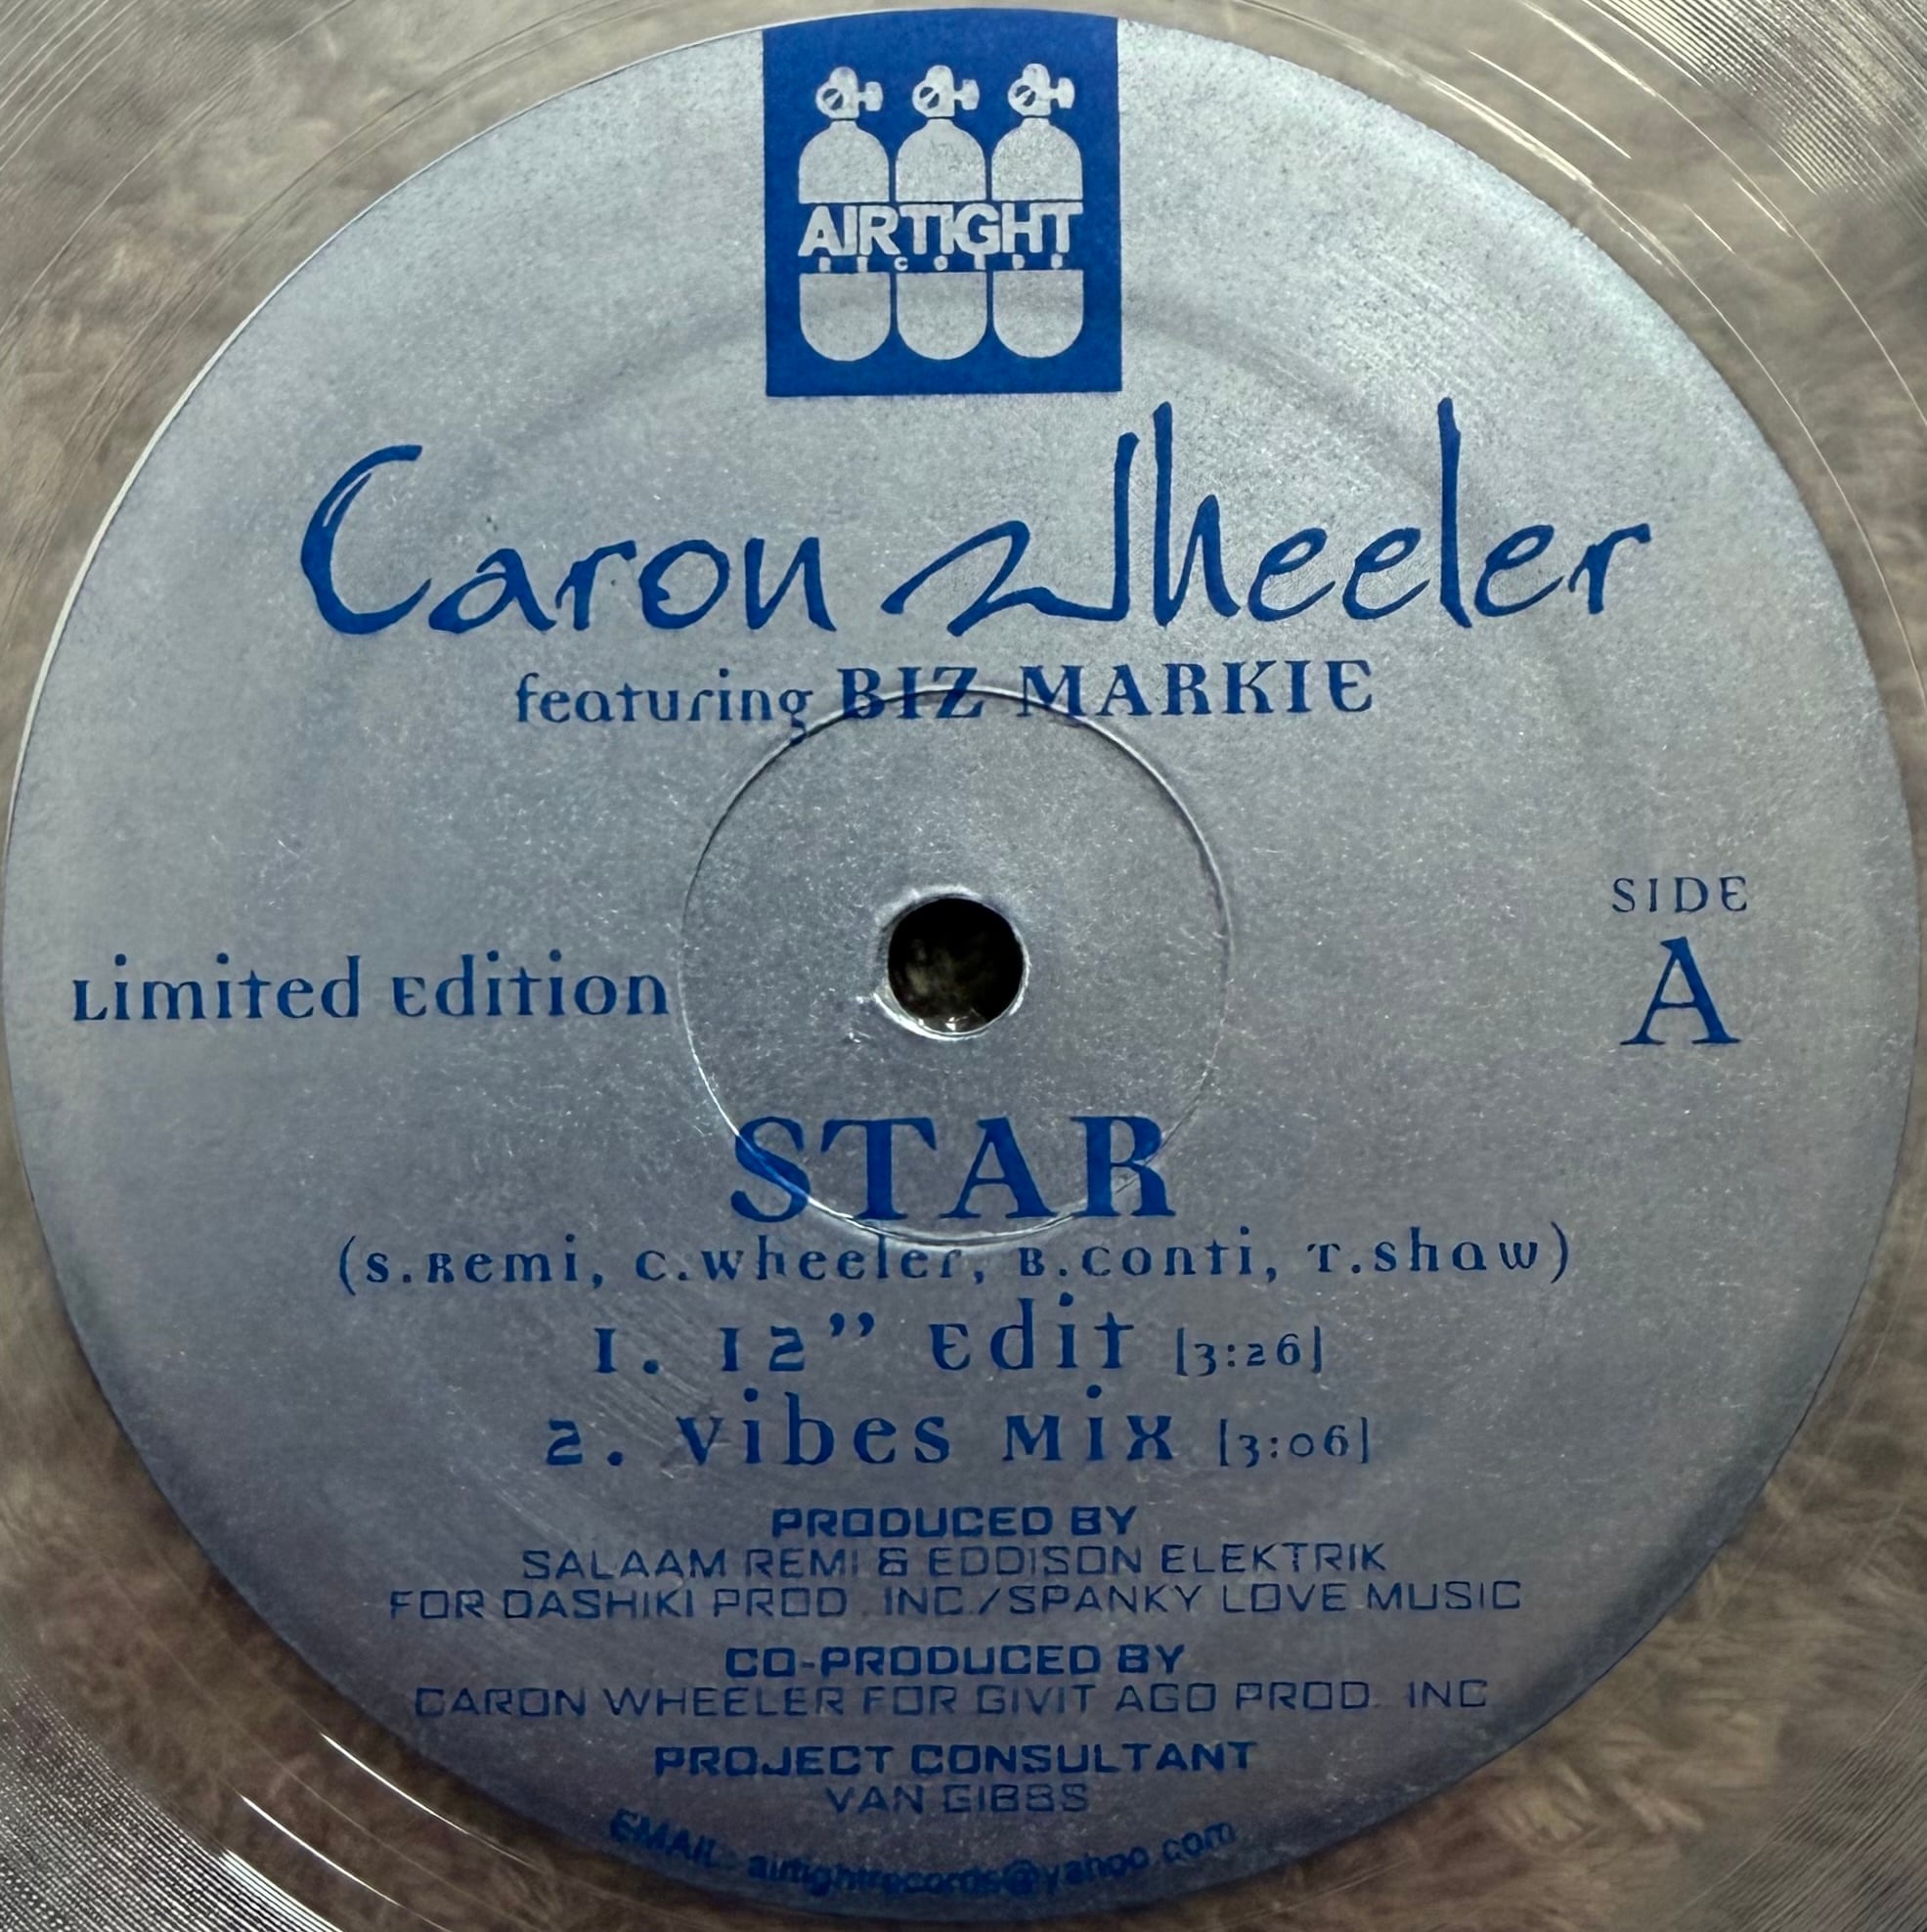 AIRTIGHT
RECORDS
Caron Wheeler
featuring BIZ MARKIE
Limited Edition
SIDE
A
STAR
(S.Remi, C.Wheeler, B.Conti, T.Shaw)
1. 12” Edit [3:26]
2. Vibes Mix [3:06]
PRODUCED BY
SALAAM REMI & EDDISON ELEKTRIK
FOR DASHIKI PROD. INC./SPANKY LOVE MUSIC
CO-PRODUCED BY
CARON WHEELER FOR GIVIT AGO PROD. INC
PROJECT CONSULTANT
VAN GIBBS
EMAIL: airtightrecords@yahoo.com